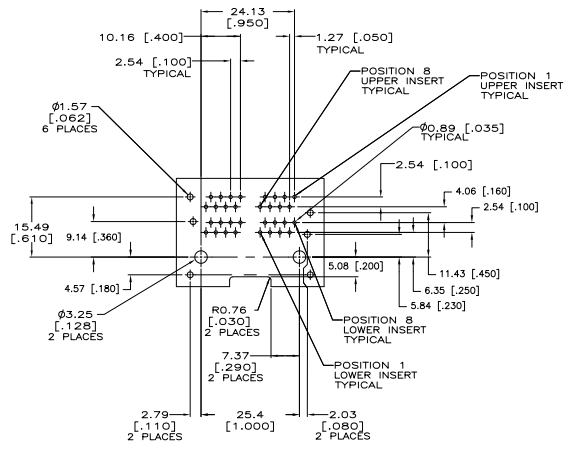 24.13
[.950]
10.16 [.400]
1.27 [.050]
TYPICAL
2.54 [.100]
TYPICAL
POSITION 8
UPPER INSERT
TYPICAL
POSITION 1
UPPER INSERT
TYPICAL
Ø1.57
[.062]
6 PLACES
Ø0.89 [.035]
TYPICAL
2.54 [.100]
4.06 [.160]
2.54 [.100]
15.49
[.610]
9.14 [.360]
5.08 [.200]
11.43 [.450]
4.57 [.180]
6.35 [.250]
5.84 [.230]
Ø3.25
[.128]
2 PLACES
R0.76
[.030]
2 PLACES
POSITION 8
LOWER INSERT
TYPICAL
7.37
[.290]
2 PLACES
POSITION 1
LOWER INSERT
TYPICAL
2.79
[.110]
2 PLACES
25.4
[1.000]
2.03
[.080]
2 PLACES